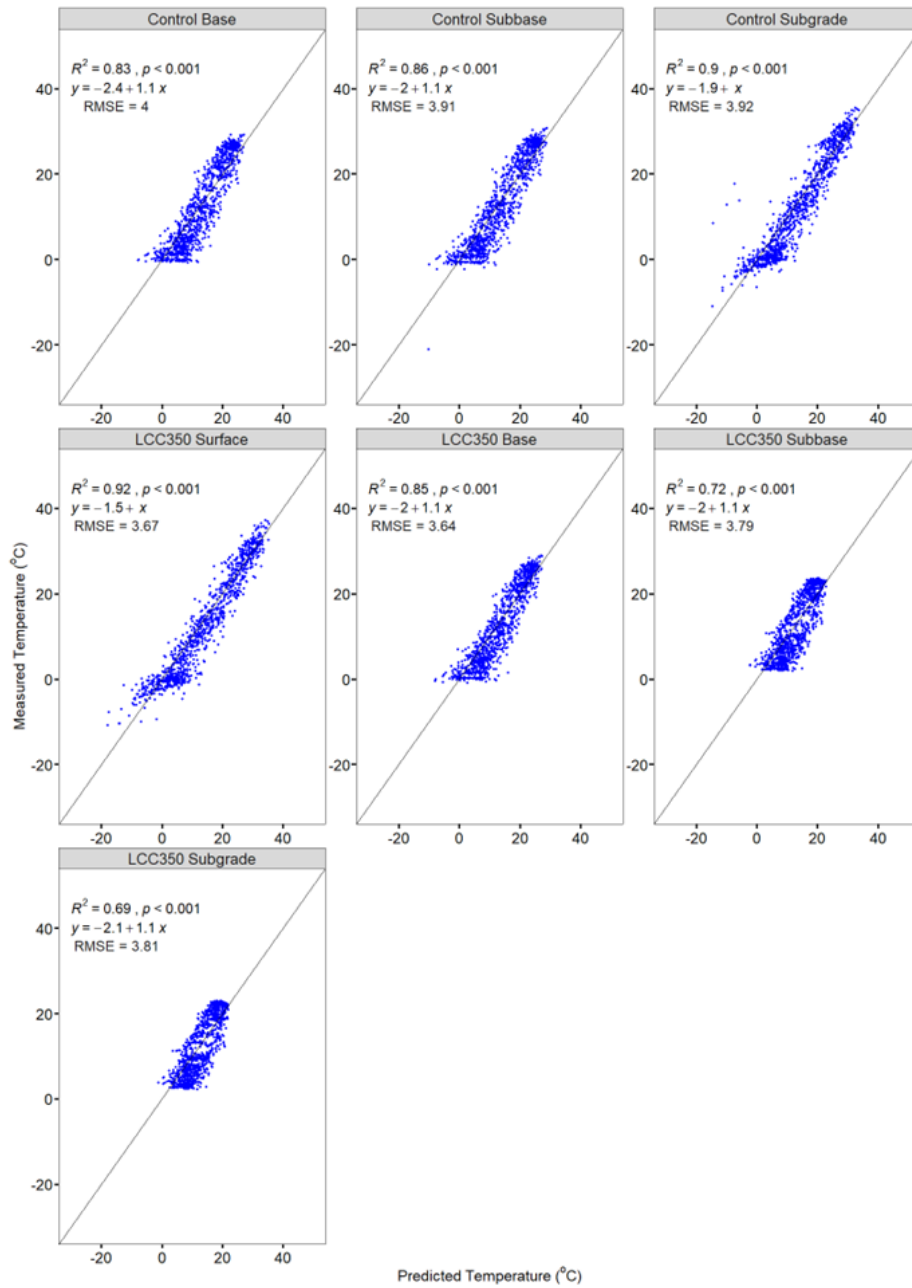 Control Base
Control Subbase
Control Subgrade
R² = 0.83 , p < 0.001
y = −2.4 + 1.1 x
RMSE = 4
R² = 0.86 , p < 0.001
y = −2 + 1.1 x
RMSE = 3.91
R² = 0.9 , p < 0.001
y = −1.9 + x
RMSE = 3.92
40
20
0
-20
40
20
0
-20
40
20
0
-20
-20 0 20 40
-20 0 20 40
-20 0 20 40
LCC350 Surface
LCC350 Base
LCC350 Subbase
R² = 0.92 , p < 0.001
y = −1.5 + x
RMSE = 3.67
R² = 0.85 , p < 0.001
y = −2 + 1.1 x
RMSE = 3.64
R² = 0.72 , p < 0.001
y = −2 + 1.1 x
RMSE = 3.79
Measured Temperature (°C)
40
20
0
-20
40
20
0
-20
40
20
0
-20
-20 0 20 40
-20 0 20 40
-20 0 20 40
LCC350 Subgrade
R² = 0.69 , p < 0.001
y = −2.1 + 1.1 x
RMSE = 3.81
40
20
0
-20
-20 0 20 40
Predicted Temperature (°C)